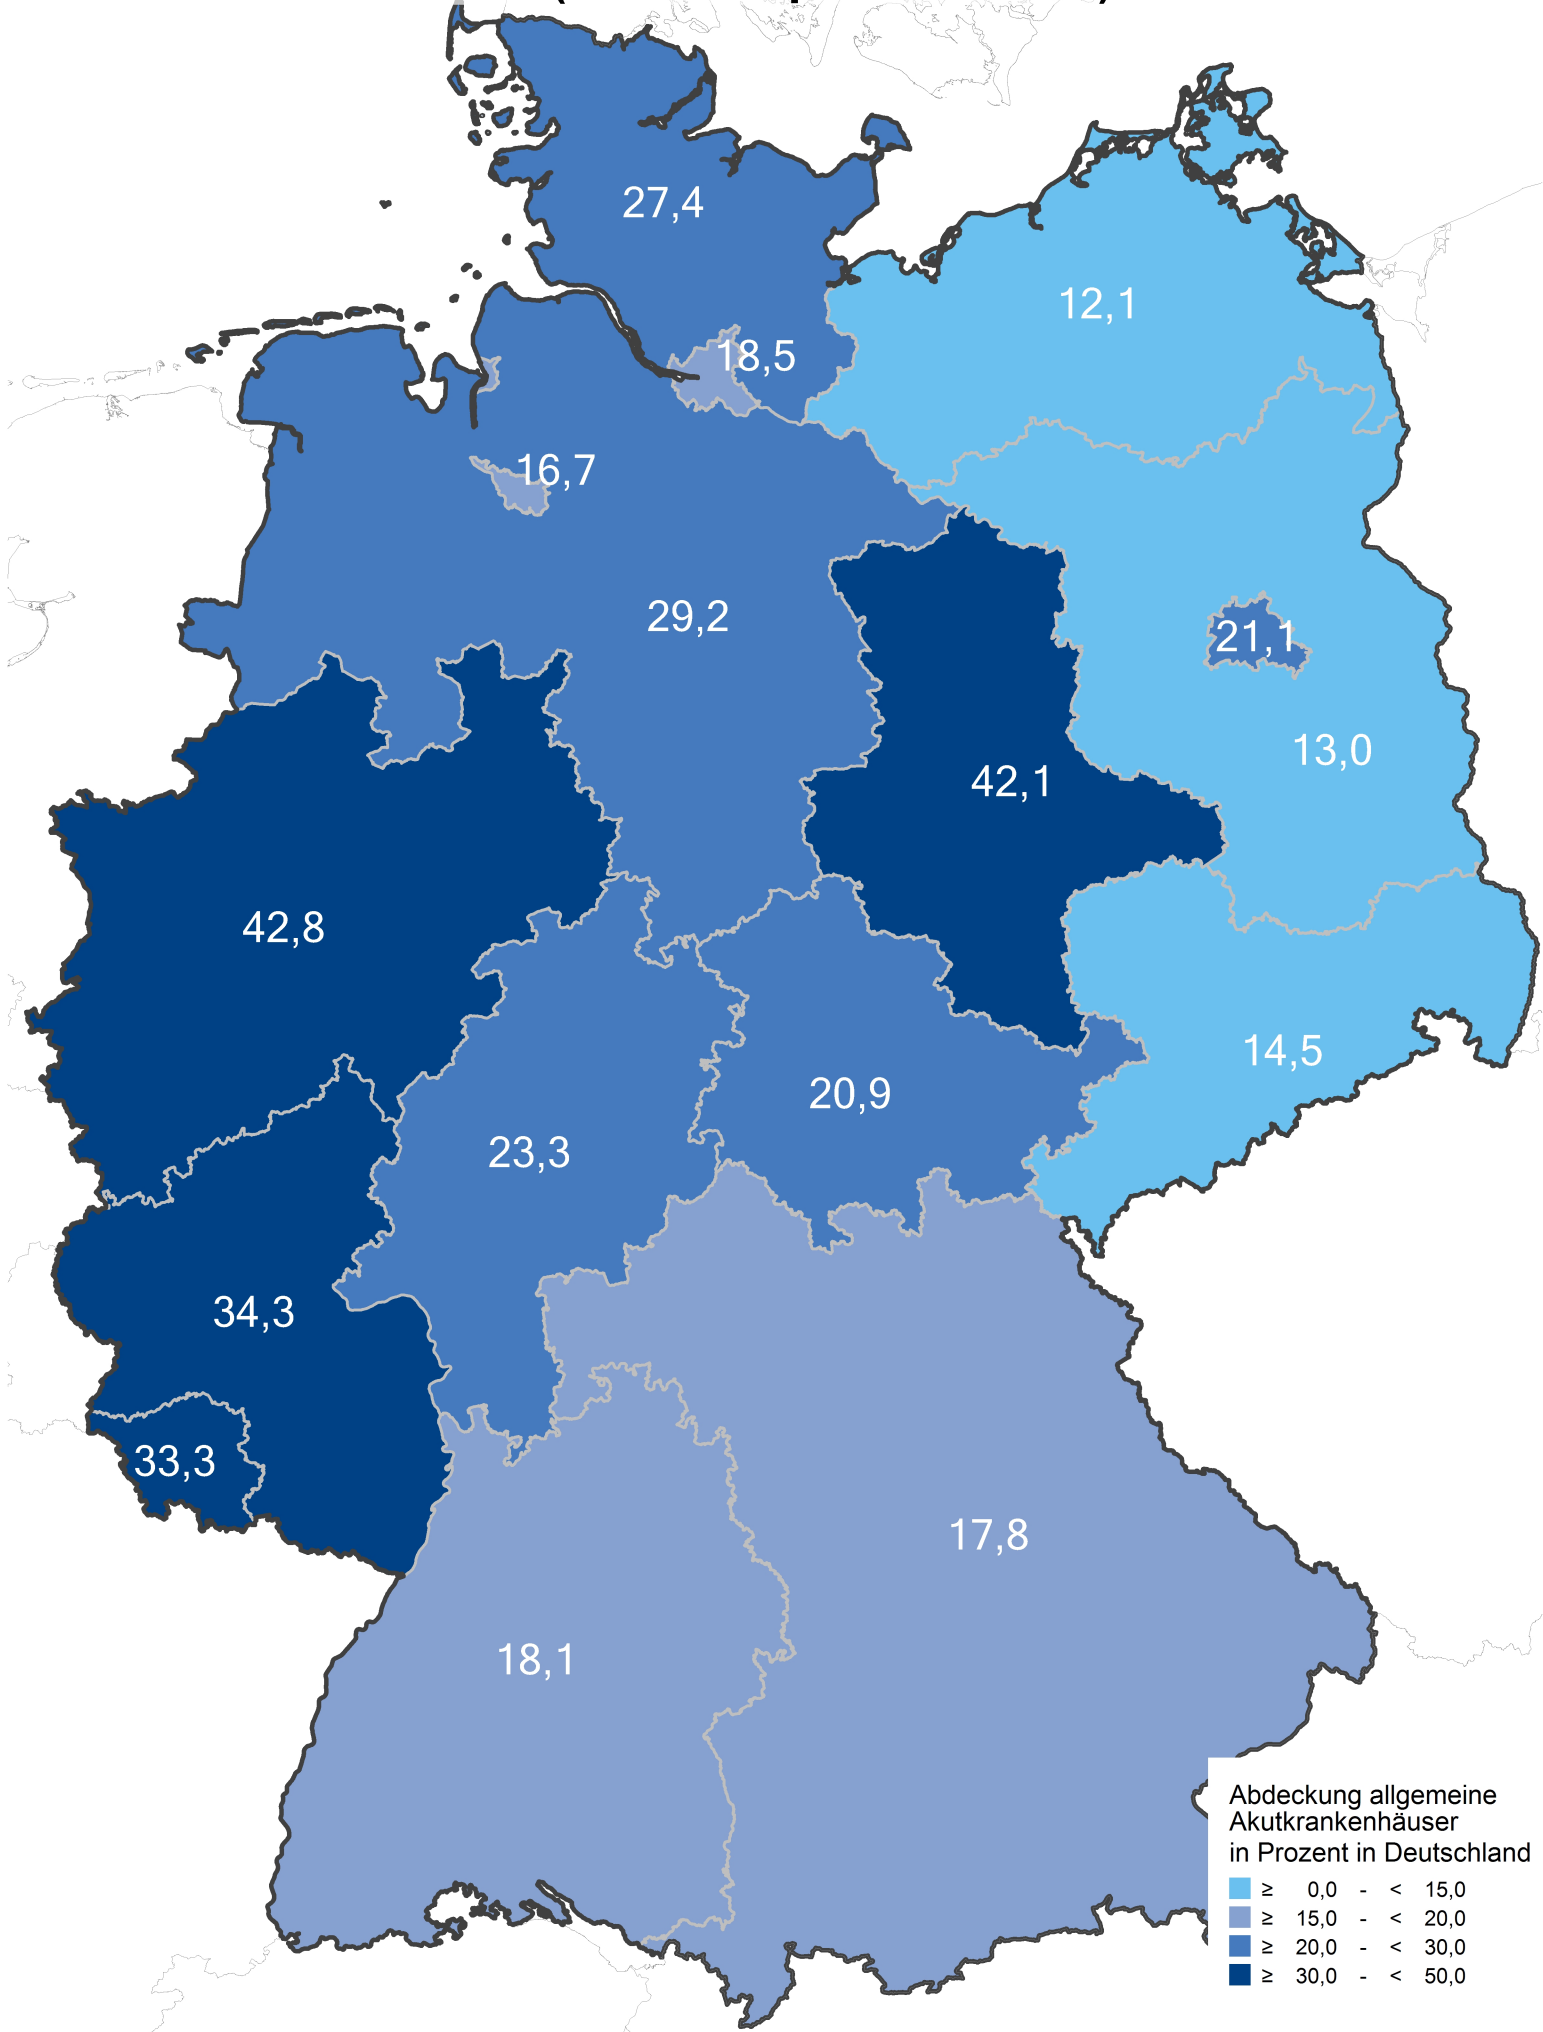 27,4
12,1
18,5
16,7
29,2
21,1
13,0
42,1
42,8
14,5
20,9
23,3
34,3
33,3
17,8
18,1
Abdeckung allgemeine
Akutkrankenhäuser
in Prozent in Deutschland
≥ 0,0 - < 15,0
≥ 15,0 - < 20,0
≥ 20,0 - < 30,0
≥ 30,0 - < 50,0